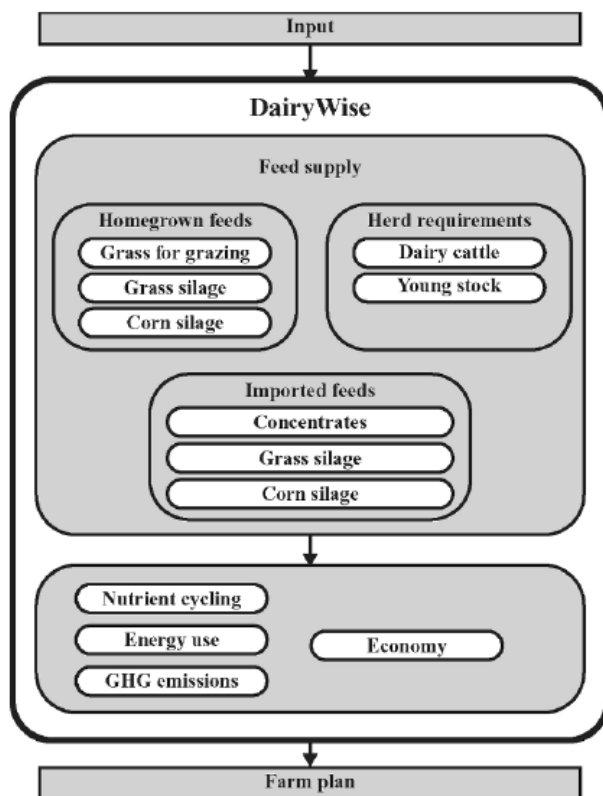 Input
DairyWise
Feed supply
Homegrown feeds
Grass for grazing
Grass silage
Corn silage
Herd requirements
Dairy cattle
Young stock
Imported feeds
Concentrates
Grass silage
Corn silage
Nutrient cycling
Energy use
GHG emissions
Economy
Farm plan